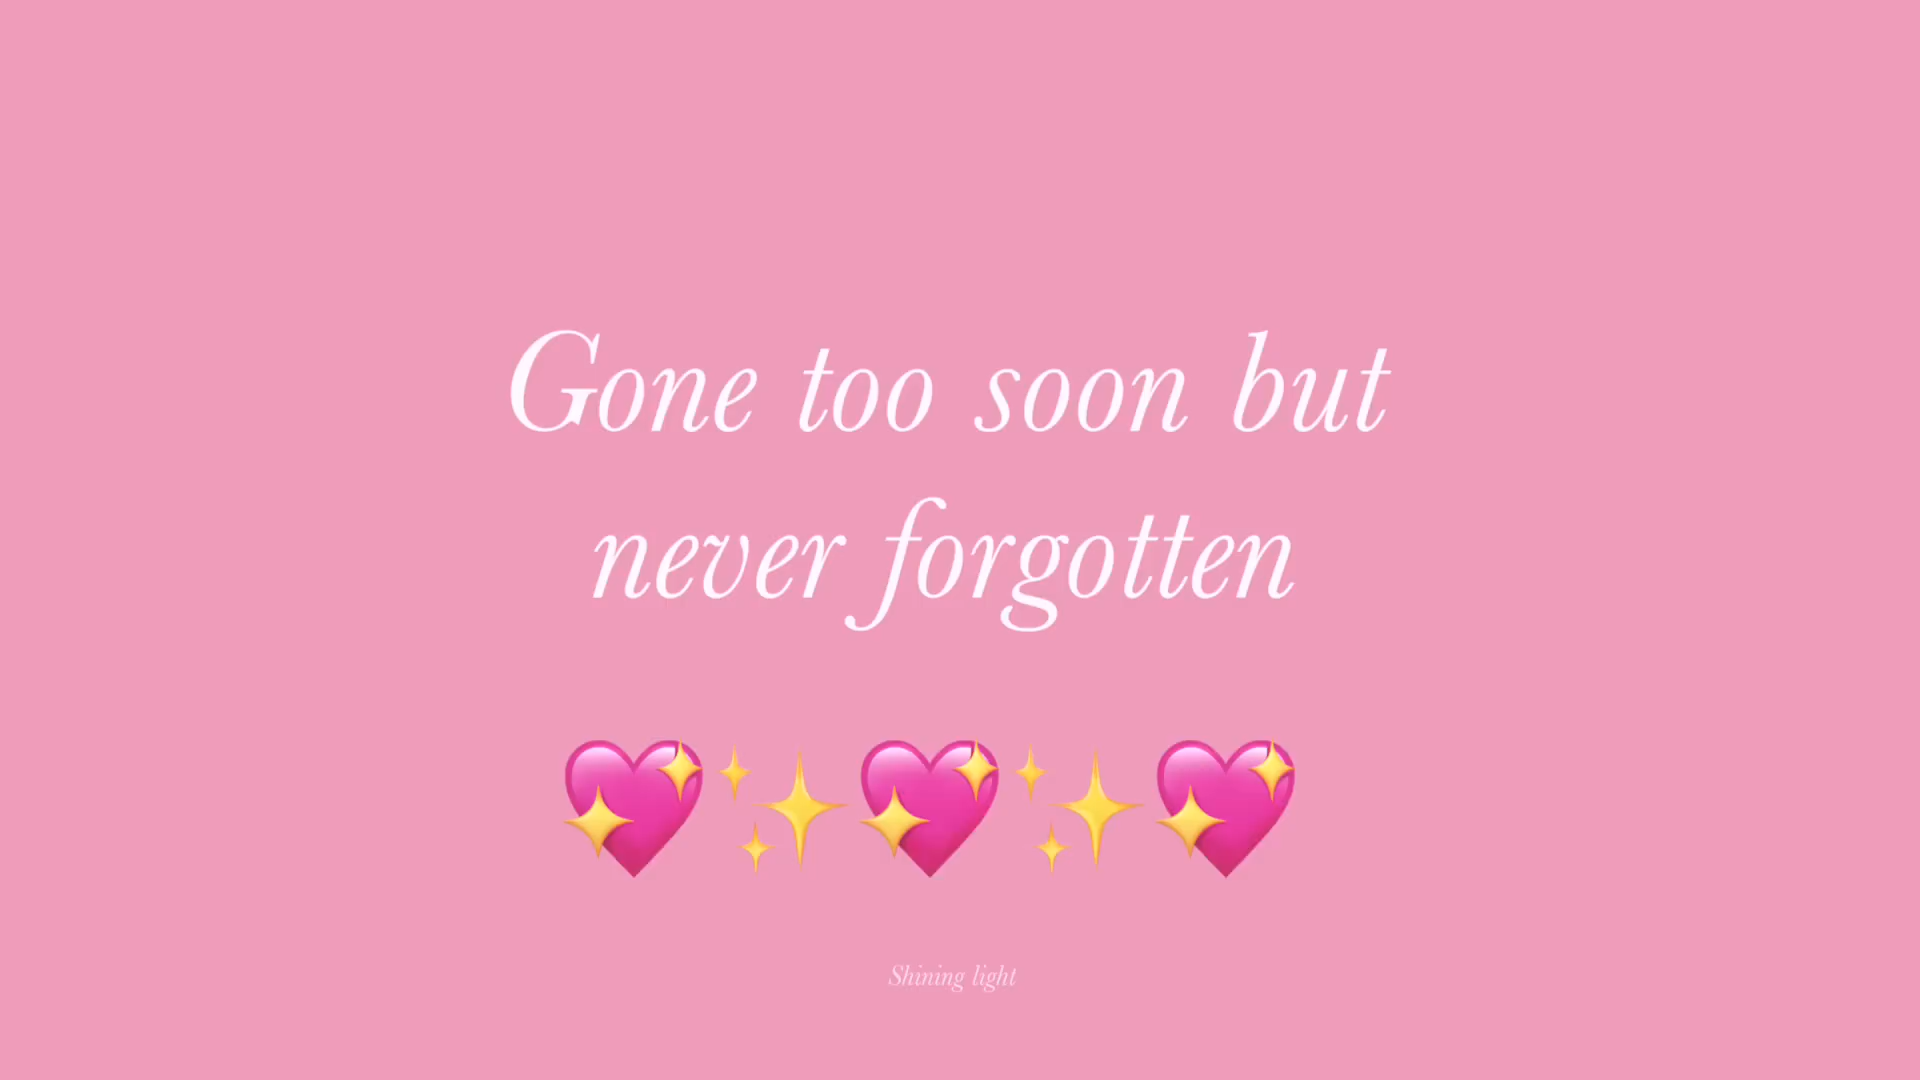 Gone too soon but
never forgotten
💖✨💖✨💖
Shining light